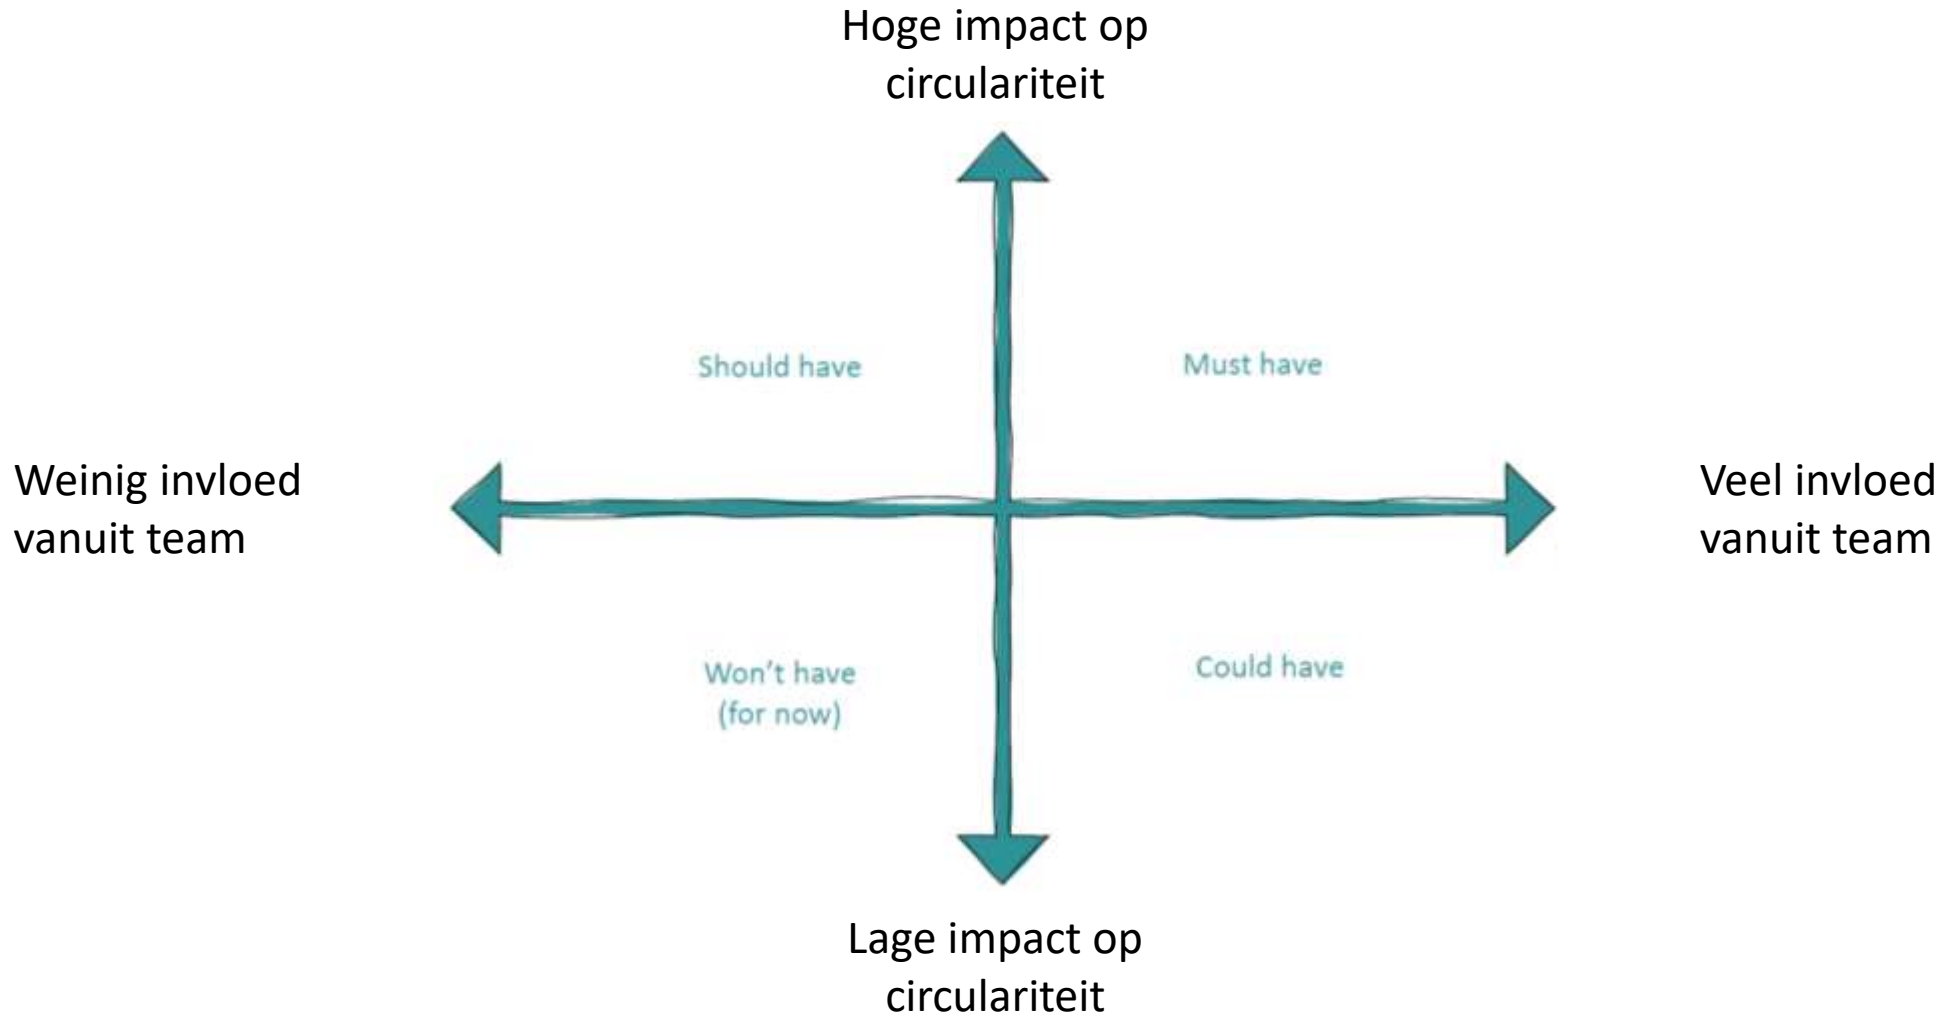 Hoge impact op
circulariteit
Should have
Must have
Weinig invloed
vanuit team
Veel invloed
vanuit team
Won't have
(for now)
Could have
Lage impact op
circulariteit